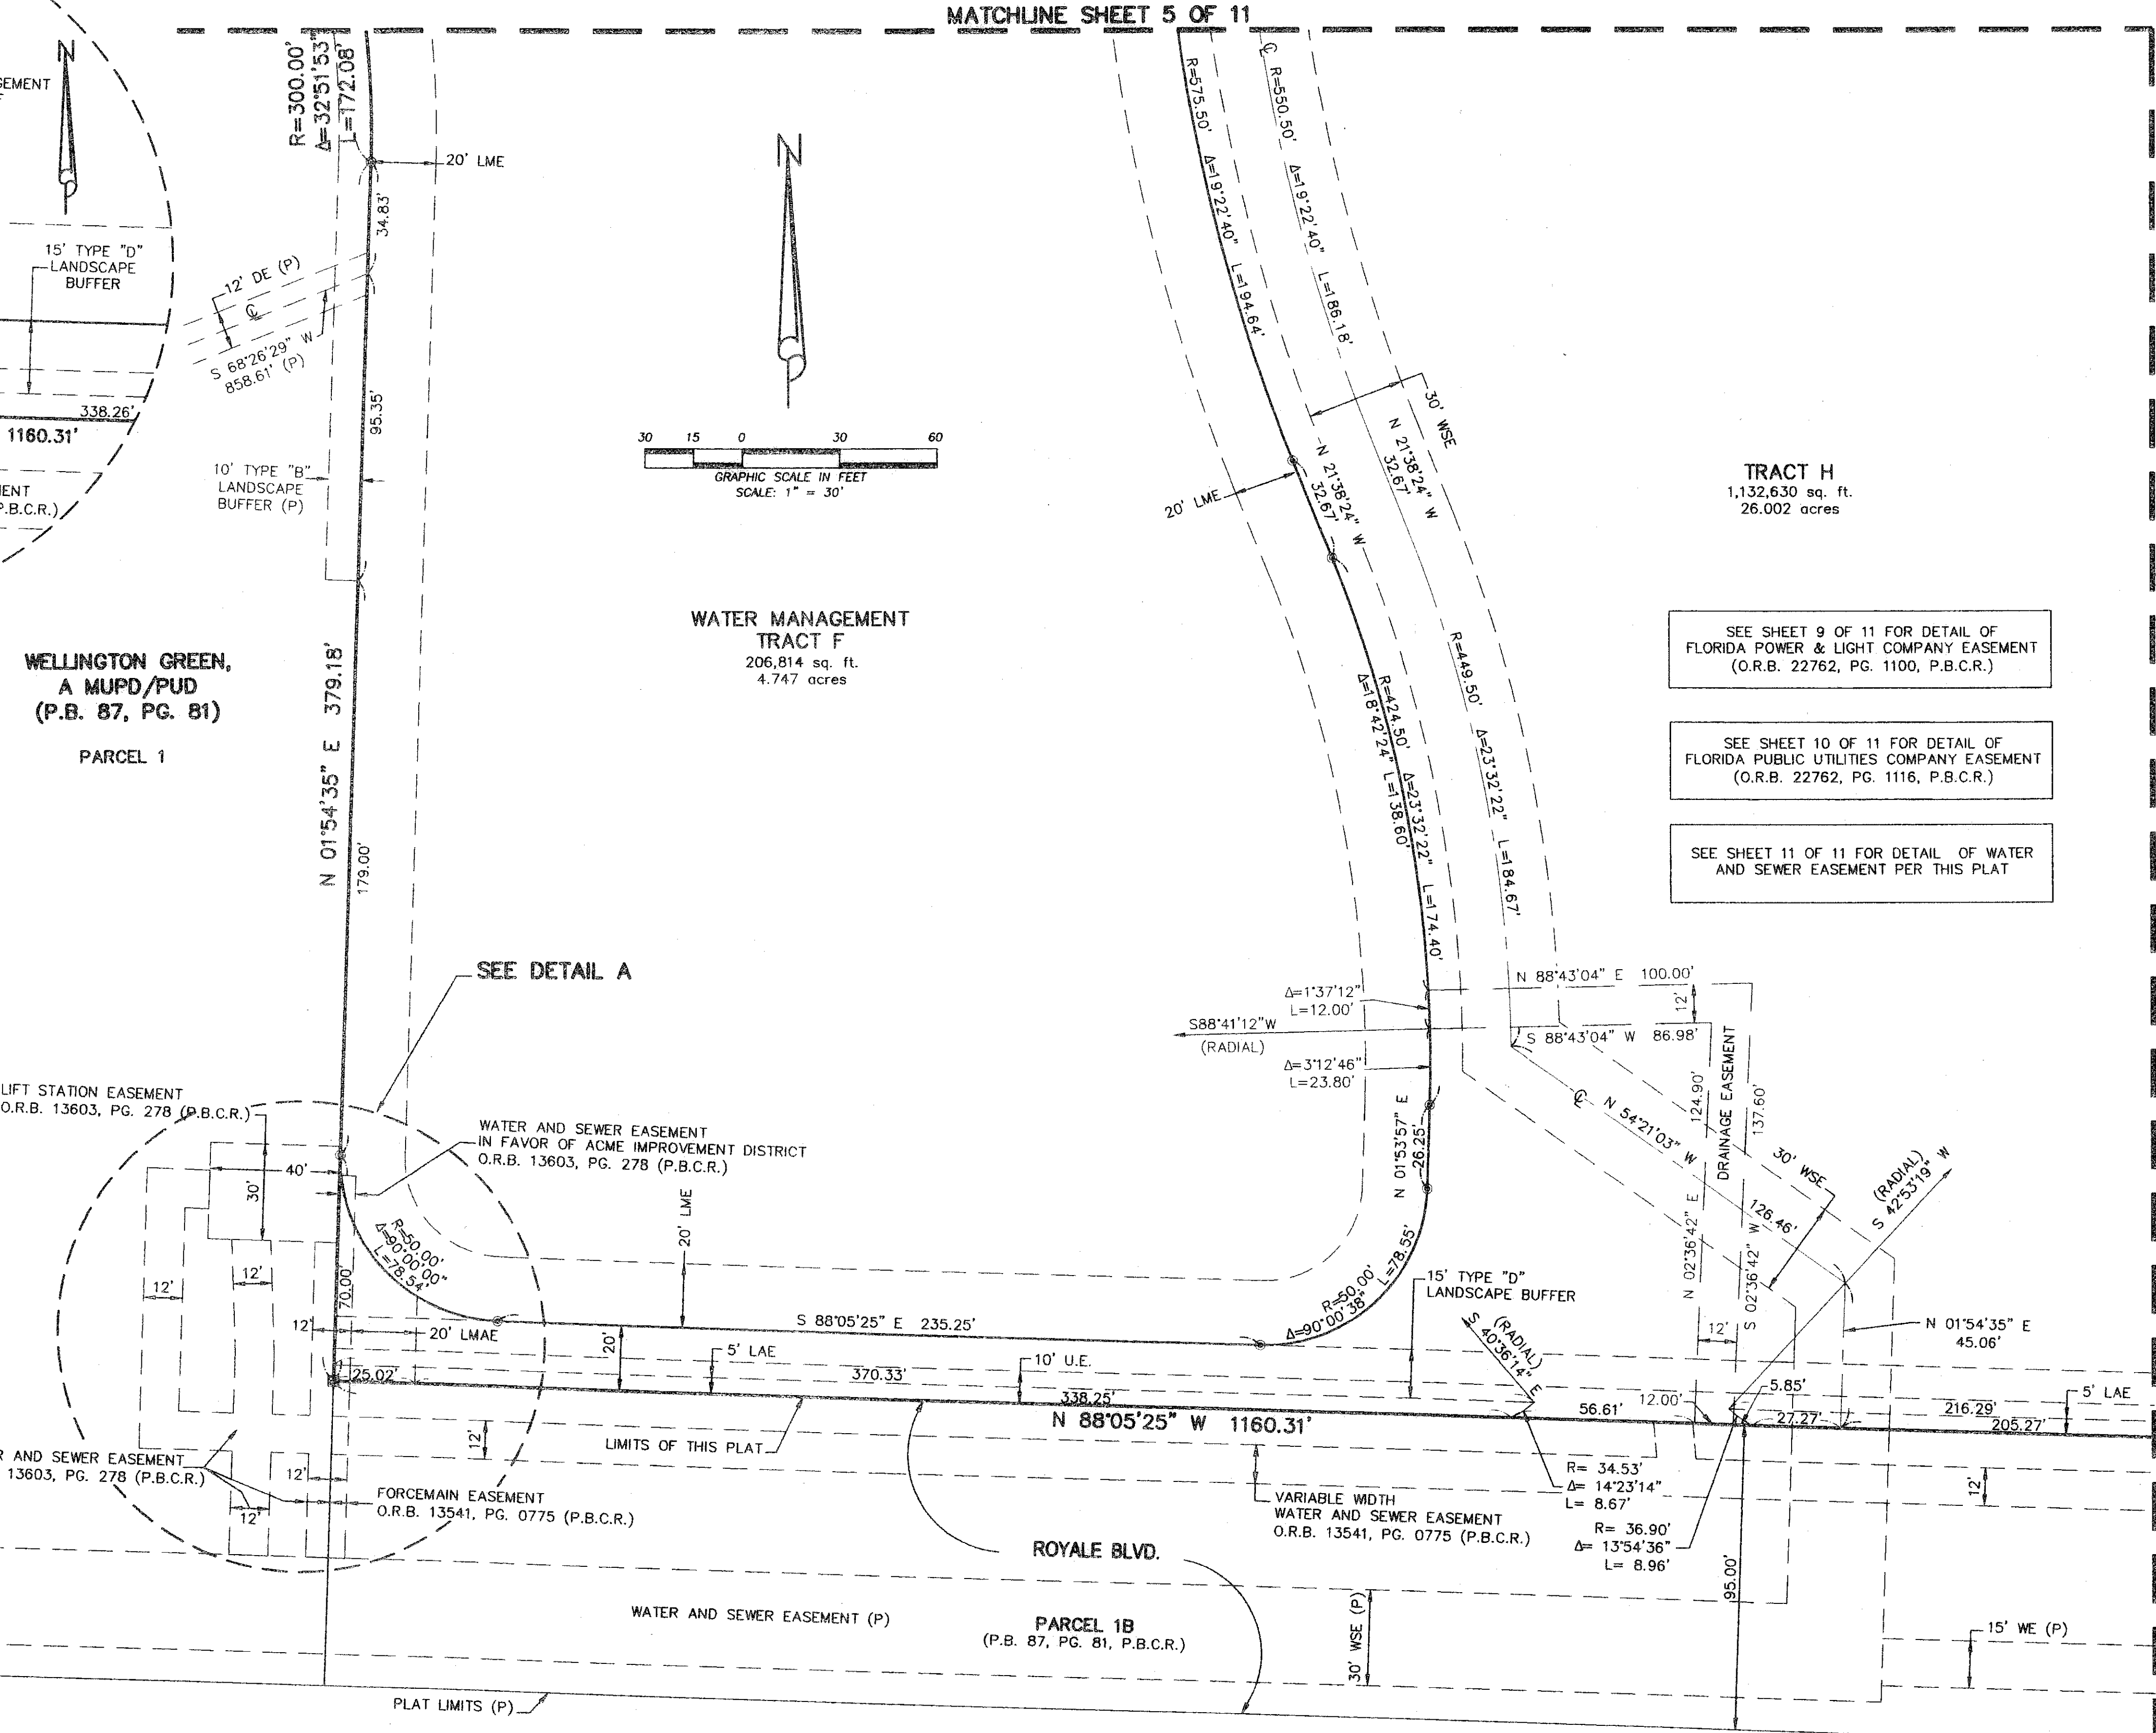 MATCHLINE SHEET 5 OF 11
N
R=300.00'
Δ=32°51'53"
L=172.08'
20' LME
34.83'
15' TYPE "D"
LANDSCAPE
BUFFER
12' DE (P)
℄
S 68°26'29" W
858.61' (P)
338.26'
1160.31'
95.35'
10' TYPE "B"
LANDSCAPE
BUFFER (P)
P.B.C.R.)
N
30 15 0 30 60
GRAPHIC SCALE IN FEET
SCALE: 1" = 30'
R=575.50' Δ=19°22'40" L=194.64'
℄ R=550.50' Δ=19°22'40" L=186.18'
30' WSE
N 21°38'24" W
32.67'
N 21°38'24" W
32.67'
20' LME
TRACT H
1,132,630 sq. ft.
26.002 acres
WATER MANAGEMENT
TRACT F
206,814 sq. ft.
4.747 acres
WELLINGTON GREEN,
A MUPD/PUD
(P.B. 87, PG. 81)
PARCEL 1
N 01°54'35" E 379.18'
179.00'
SEE SHEET 9 OF 11 FOR DETAIL OF
FLORIDA POWER & LIGHT COMPANY EASEMENT
(O.R.B. 22762, PG. 1100, P.B.C.R.)
SEE SHEET 10 OF 11 FOR DETAIL OF
FLORIDA PUBLIC UTILITIES COMPANY EASEMENT
(O.R.B. 22762, PG. 1116, P.B.C.R.)
SEE SHEET 11 OF 11 FOR DETAIL OF WATER
AND SEWER EASEMENT PER THIS PLAT
R=449.50' Δ=23°32'22" L=184.67'
R=424.50' Δ=23°32'22" L=174.40'
Δ=18°42'24" L=138.60'
SEE DETAIL A
Δ=1°37'12"
L=12.00'
S88°41'12"W
(RADIAL)
Δ=3°12'46"
L=23.80'
N 88°43'04" E 100.00'
12'
S 88°43'04" W 86.98'
N 01°53'57" E
26.25'
℄ N 54°21'03" W
126.46'
124.90'
DRAINAGE EASEMENT
137.60'
N 02°36'42" E
S 02°36'42" W
30' WSE
(RADIAL)
S 42°53'19" W
LIFT STATION EASEMENT
O.R.B. 13603, PG. 278 (P.B.C.R.)
40'
30'
WATER AND SEWER EASEMENT
IN FAVOR OF ACME IMPROVEMENT DISTRICT
O.R.B. 13603, PG. 278 (P.B.C.R.)
R=50.00'
Δ=90°00'00"
L=78.54'
70.00'
12'
12'
12'
20' LMAE
20' LME
S 88°05'25" E 235.25'
R=50.00'
Δ=90°00'38" L=78.55'
15' TYPE "D"
LANDSCAPE BUFFER
(RADIAL)
S 40°36'14" E
12'
N 01°54'35" E
45.06'
25.02'
20'
5' LAE
370.33'
10' U.E.
338.25'
56.61'
12.00'
5.85'
27.27'
216.29'
205.27'
5' LAE
N 88°05'25" W 1160.31'
12'
LIMITS OF THIS PLAT
AND SEWER EASEMENT
13603, PG. 278 (P.B.C.R.)
12'
12'
FORCEMAIN EASEMENT
O.R.B. 13541, PG. 0775 (P.B.C.R.)
VARIABLE WIDTH
WATER AND SEWER EASEMENT
O.R.B. 13541, PG. 0775 (P.B.C.R.)
R= 34.53'
Δ= 14°23'14"
L= 8.67'
R= 36.90'
Δ= 13°54'36"
L= 8.96'
12'
95.00'
ROYALE BLVD.
WATER AND SEWER EASEMENT (P)
PARCEL 1B
(P.B. 87, PG. 81, P.B.C.R.)
30' WSE (P)
15' WE (P)
PLAT LIMITS (P)